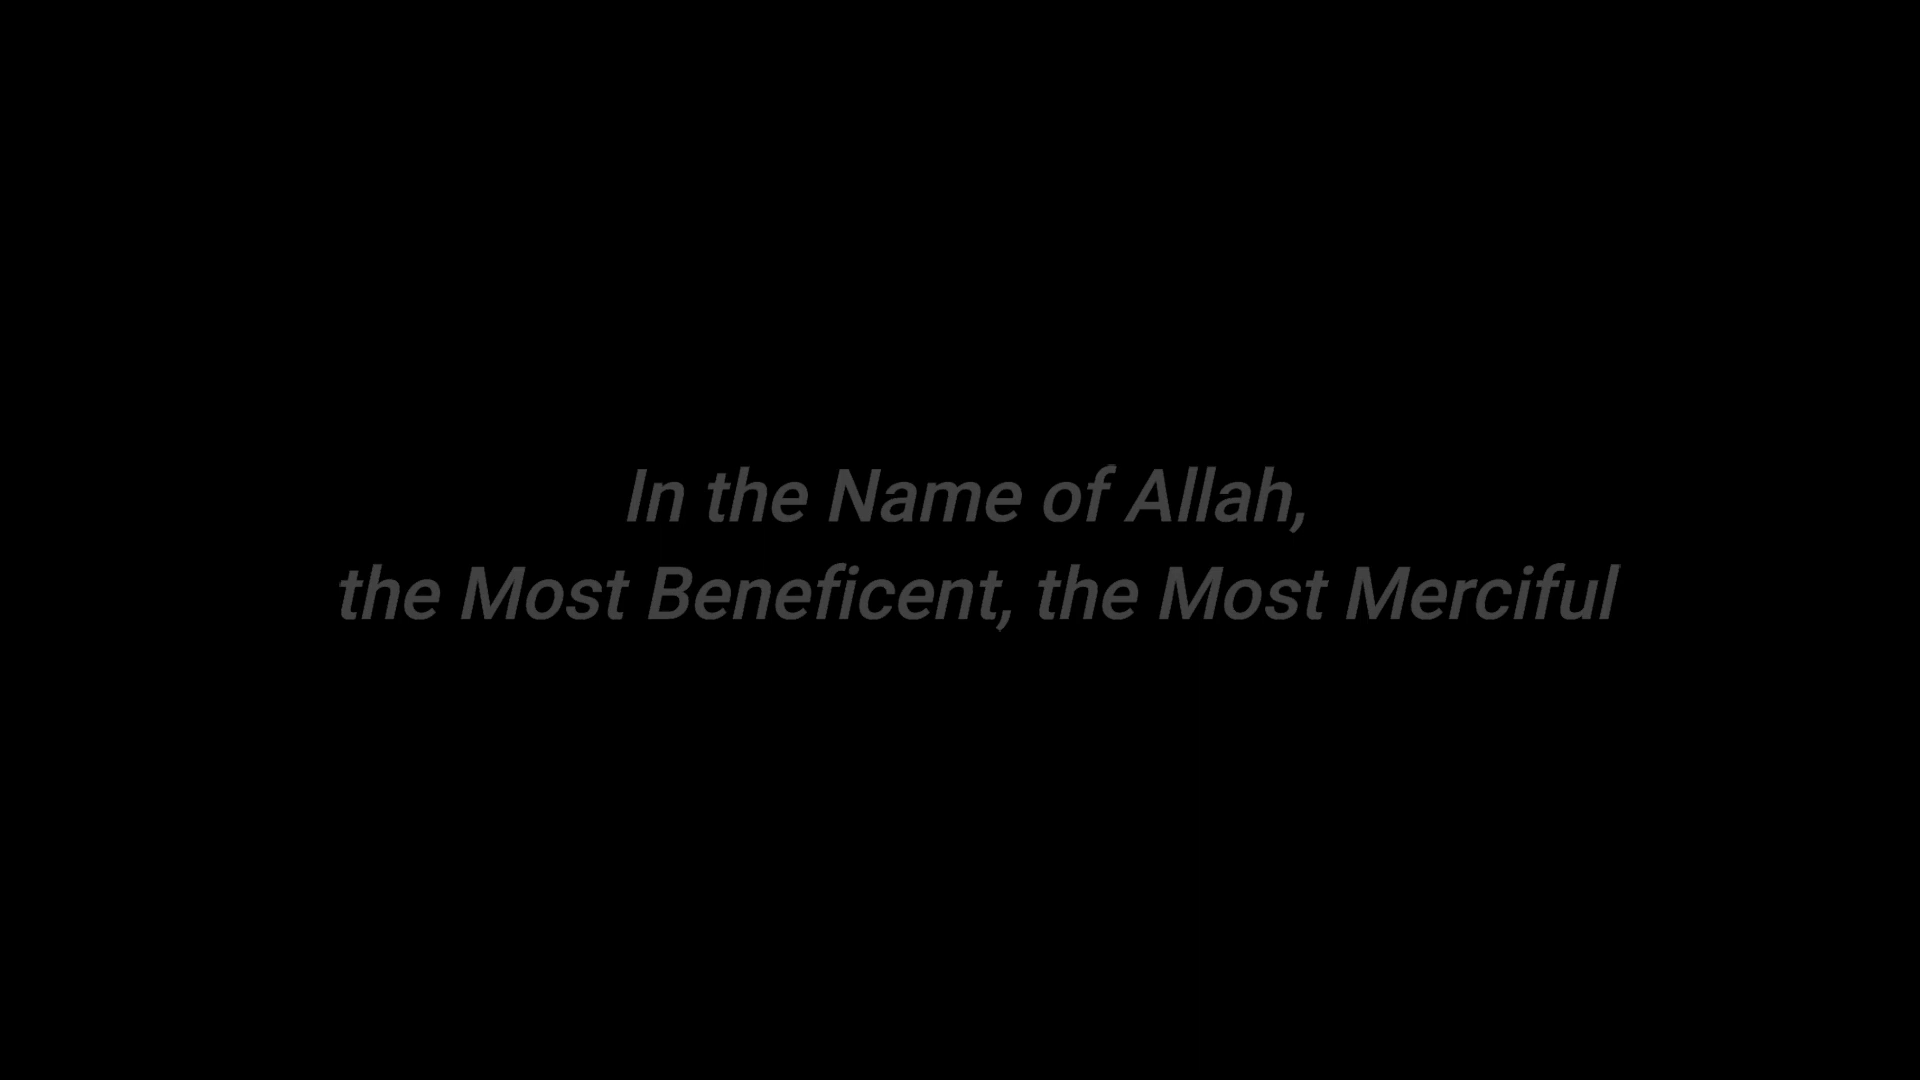 In the Name of Allah,
the Most Beneficent, the Most Merciful